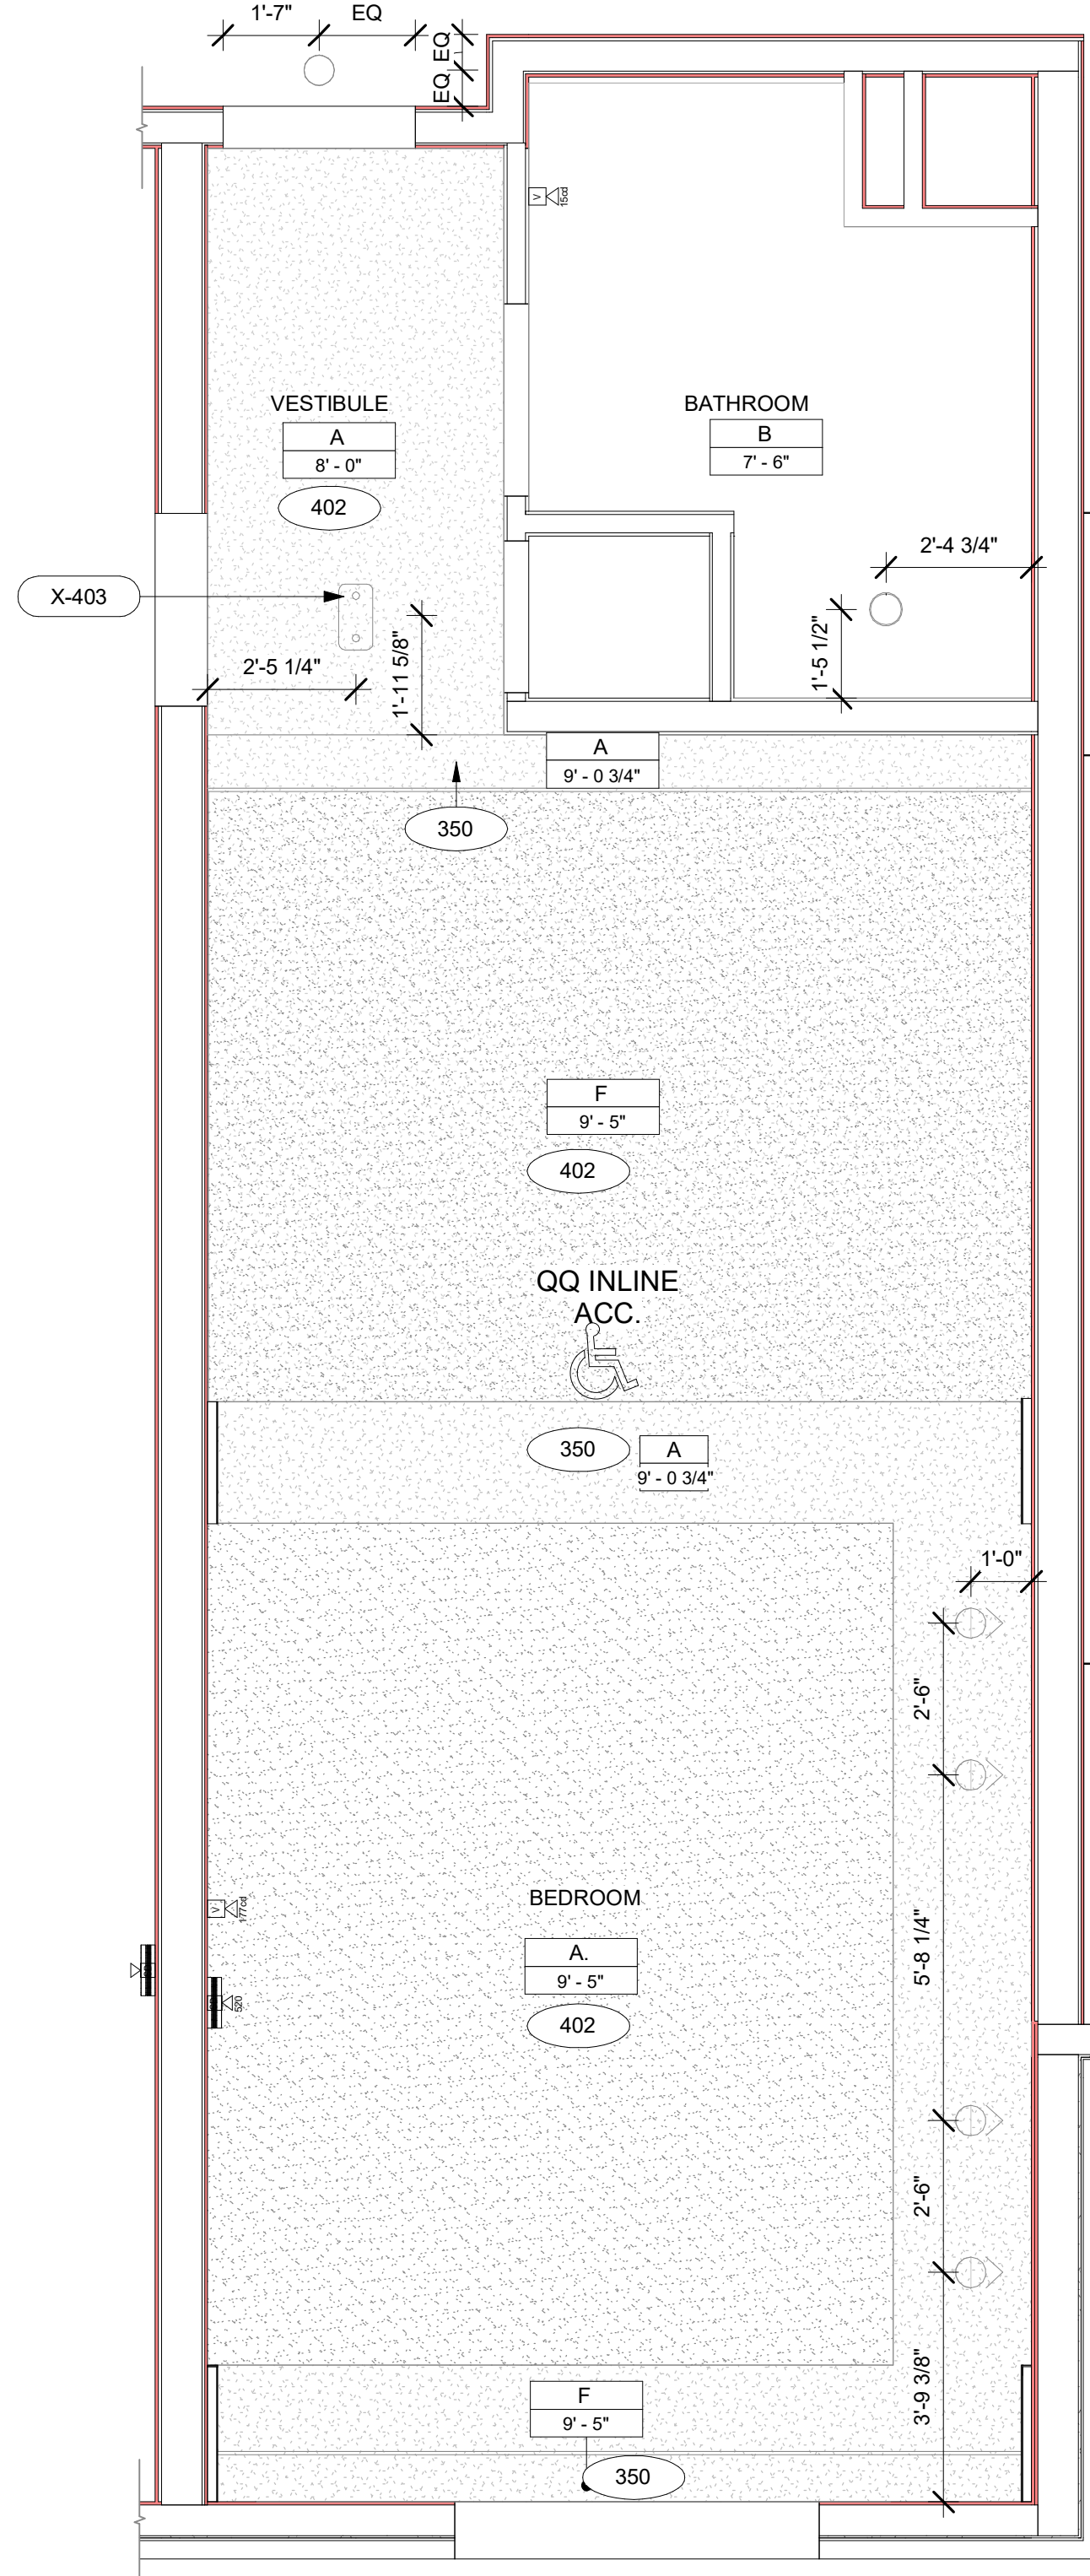 1'-7"
EQ
EQ
EQ
V
15cd
VESTIBULE
A
8' - 0"
402
BATHROOM
B
7' - 6"
2'-4 3/4"
X-403
1'-5 1/2"
2'-5 1/4"
1'-11 5/8"
A
9' - 0 3/4"
350
F
9' - 5"
402
QQ INLINE
ACC.
350
A
9' - 0 3/4"
1'-0"
2'-6"
V
177cd
BEDROOM
5'-8 1/4"
A.
9' - 5"
520
402
2'-6"
F
9' - 5"
3'-9 3/8"
350